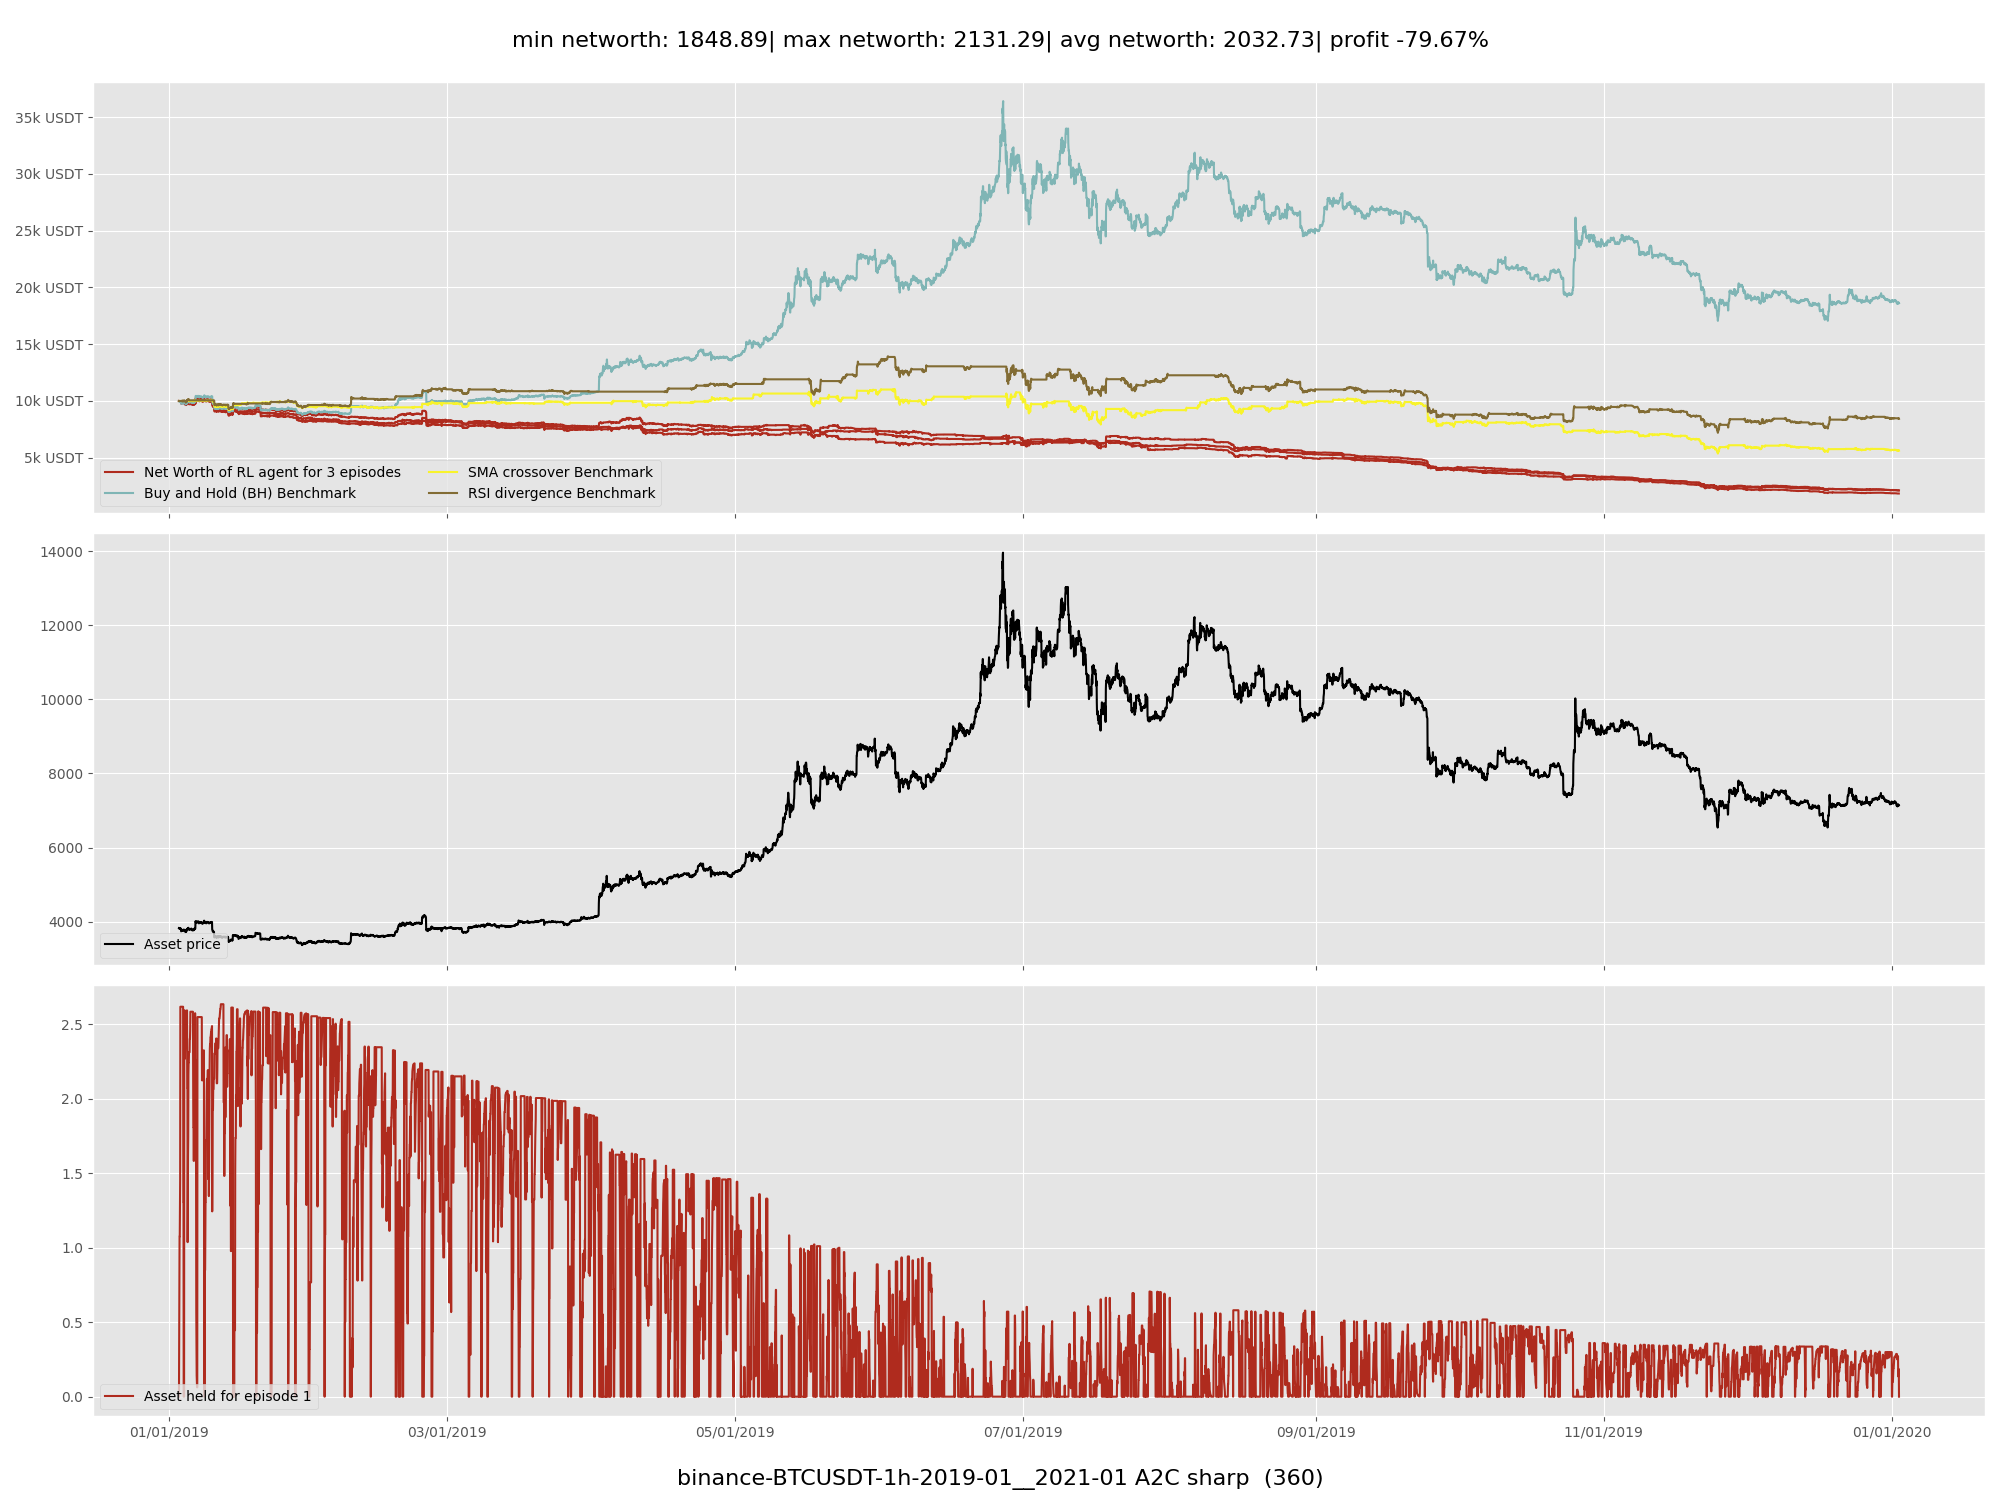 min networth: 1848.89| max networth: 2131.29| avg networth: 2032.73| profit -79.67%
35k USDT
30k USDT
25k USDT
20k USDT
15k USDT
10k USDT
5k USDT
Net Worth of RL agent for 3 episodes
Buy and Hold (BH) Benchmark
SMA crossover Benchmark
RSI divergence Benchmark
14000
12000
10000
8000
6000
4000
Asset price
2.5
2.0
1.5
1.0
0.5
0.0
Asset held for episode 1
01/01/2019 03/01/2019 05/01/2019 07/01/2019 09/01/2019 11/01/2019 01/01/2020
binance-BTCUSDT-1h-2019-01__2021-01 A2C sharp (360)